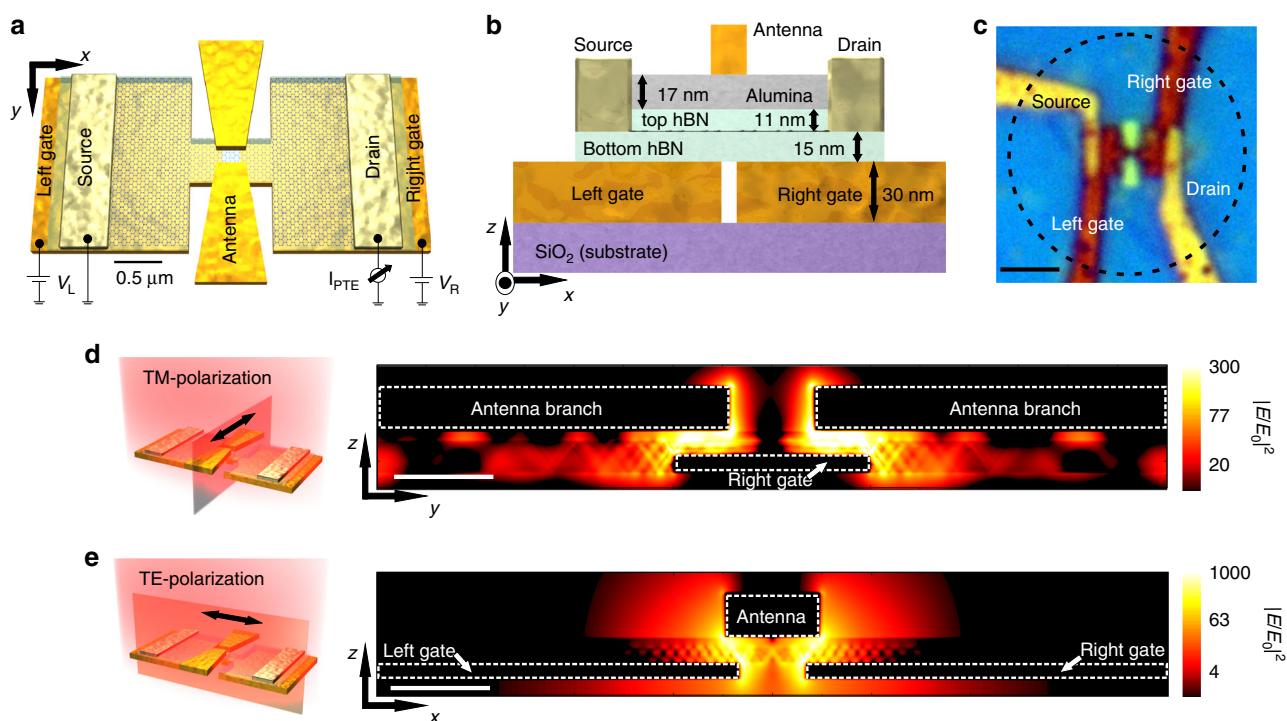 a
x
y
Left gate
Source
Antenna
Drain
Rigjht gate
0.5 μm
V_L
I_PTE
V_R
b
Source
Antenna
Drain
17 nm
Alumina
top hBN
11 nm
Bottom hBN
15 nm
Left gate
Right gate
30 nm
z
SiO₂ (substrate)
y
x
c
Right gate
Source
Drain
Left gate
d
TM-polarization
Antenna branch
Antenna branch
Right gate
z
y
300
77
20
|E/E₀|²
e
TE-polarization
Antenna
Left gate
Right gate
z
x
1000
63
4
|E/E₀|²